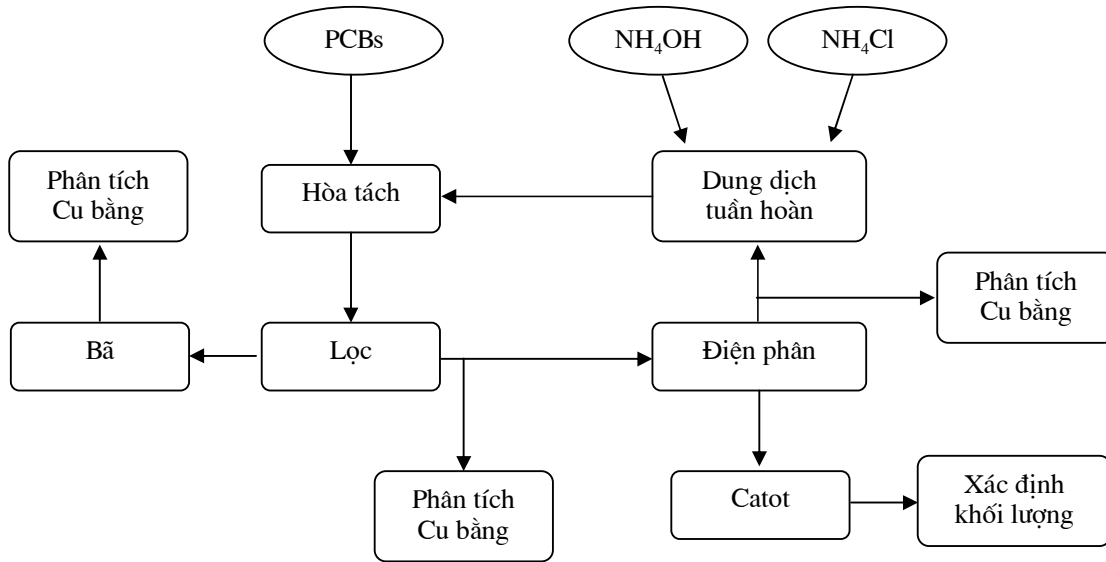 PCBs
NH₄OH
NH₄Cl
Phân tích
Cu bằng
Hòa tách
Dung dịch
tuần hoàn
Phân tích
Cu bằng
Bã
Lọc
Điện phân
Phân tích
Cu bằng
Catot
Xác định
khối lượng